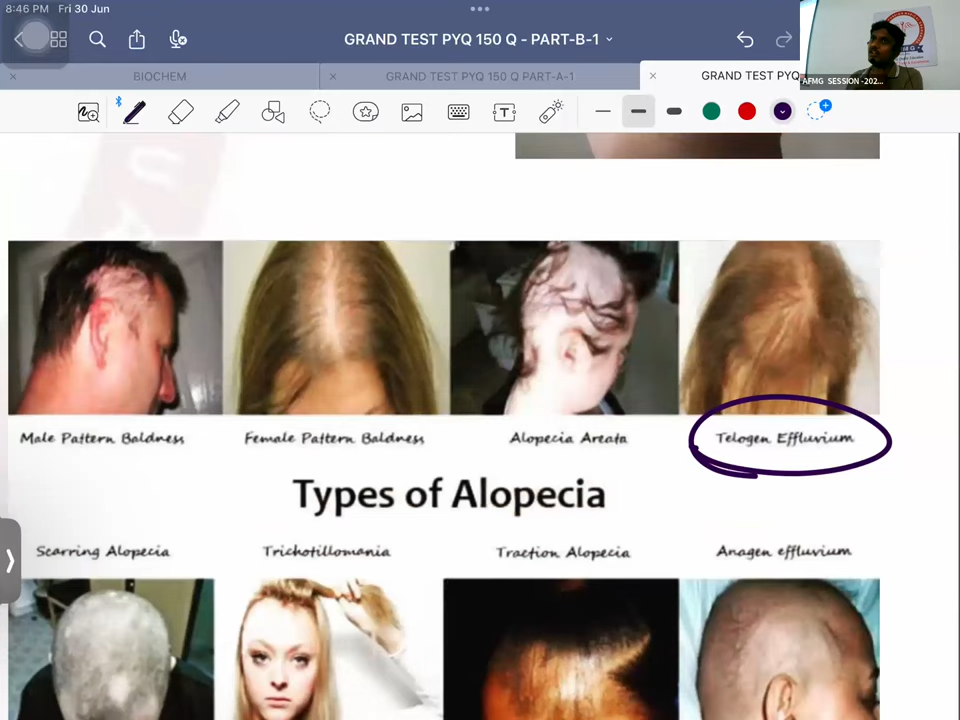 8:46 PM Fri 30 Jun
GRAND TEST PYQ 150 Q - PART-B-1
BIOCHEM
GRAND TEST PYQ 150 Q PART-A-1
GRAND TEST PYQ
AFMG SESSION -202...
Male Pattern Baldness
Female Pattern Baldness
Alopecia Areata
Telogen Effluvium
Types of Alopecia
Scarring Alopecia
Trichotillomania
Traction Alopecia
Anagen effluvium